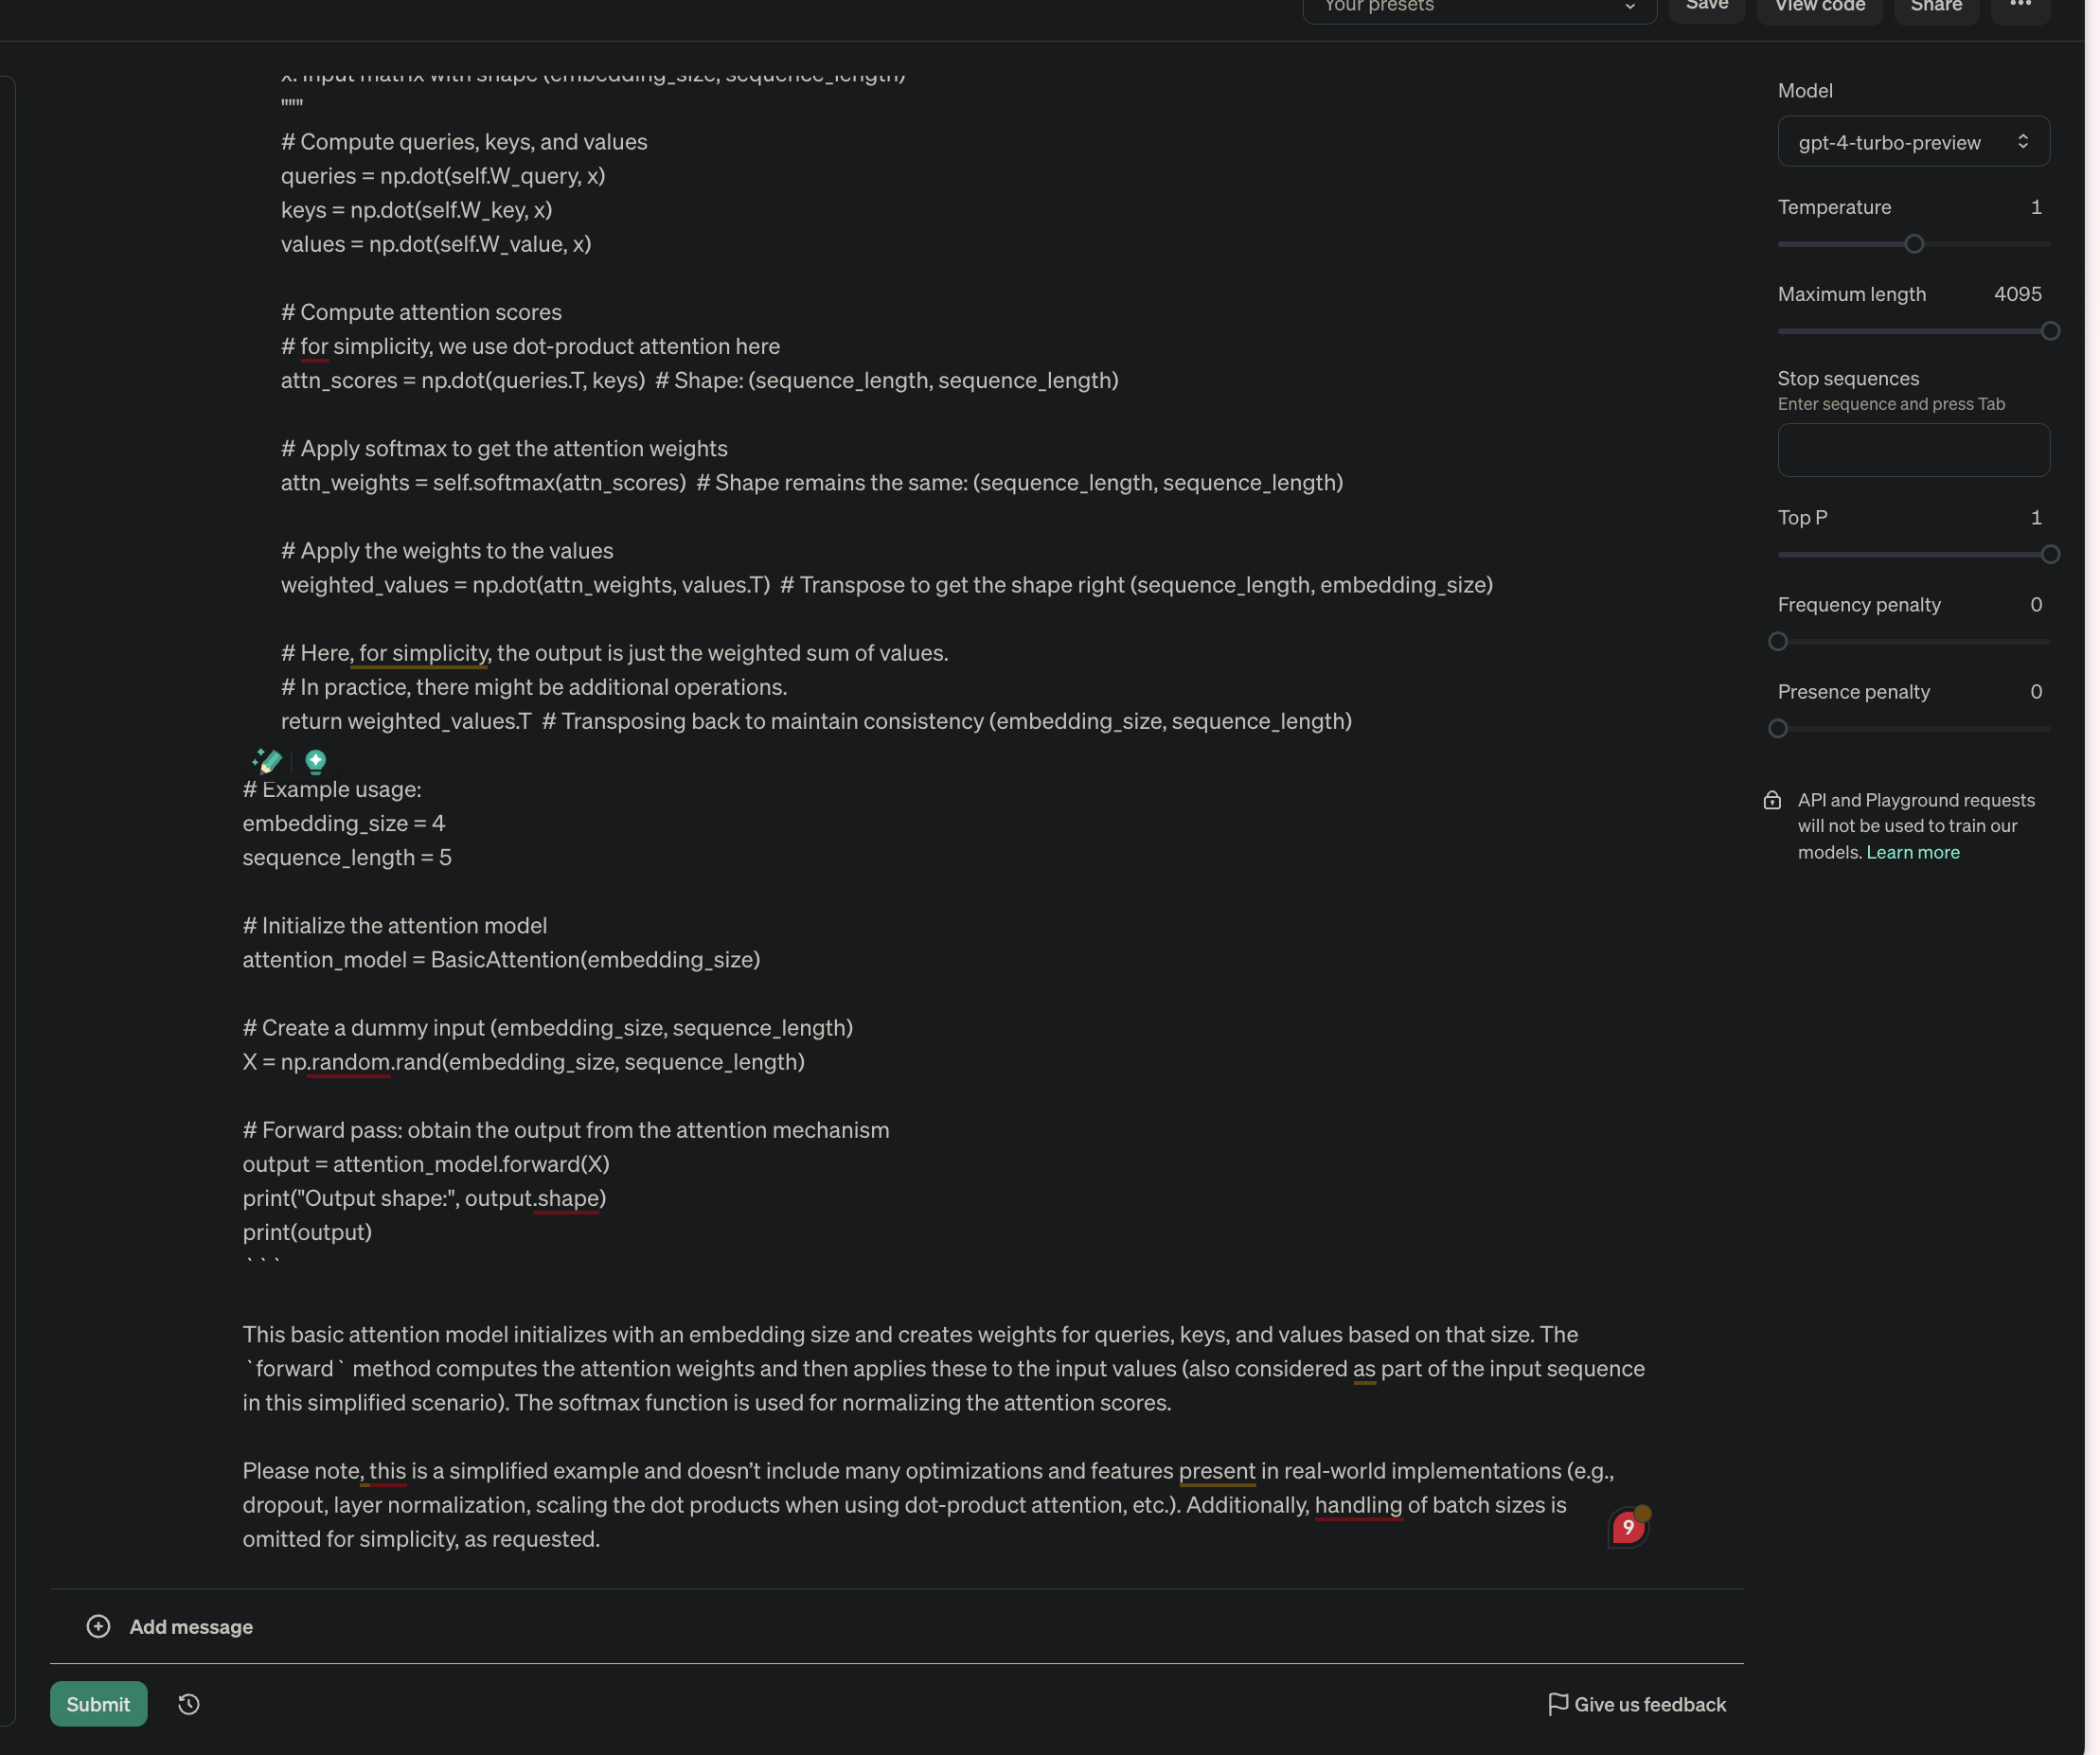 Your presets
Save
View code
Share
x: Input matrix with shape (embedding_size, sequence_length)
"""
# Compute queries, keys, and values
queries = np.dot(self.W_query, x)
keys = np.dot(self.W_key, x)
values = np.dot(self.W_value, x)
# Compute attention scores
# for simplicity, we use dot-product attention here
attn_scores = np.dot(queries.T, keys)  # Shape: (sequence_length, sequence_length)
# Apply softmax to get the attention weights
attn_weights = self.softmax(attn_scores)  # Shape remains the same: (sequence_length, sequence_length)
# Apply the weights to the values
weighted_values = np.dot(attn_weights, values.T)  # Transpose to get the shape right (sequence_length, embedding_size)
# Here, for simplicity, the output is just the weighted sum of values.
# In practice, there might be additional operations.
return weighted_values.T  # Transposing back to maintain consistency (embedding_size, sequence_length)
# Example usage:
embedding_size = 4
sequence_length = 5
# Initialize the attention model
attention_model = BasicAttention(embedding_size)
# Create a dummy input (embedding_size, sequence_length)
X = np.random.rand(embedding_size, sequence_length)
# Forward pass: obtain the output from the attention mechanism
output = attention_model.forward(X)
print("Output shape:", output.shape)
print(output)
```
This basic attention model initializes with an embedding size and creates weights for queries, keys, and values based on that size. The
`forward` method computes the attention weights and then applies these to the input values (also considered as part of the input sequence
in this simplified scenario). The softmax function is used for normalizing the attention scores.
Please note, this is a simplified example and doesn’t include many optimizations and features present in real-world implementations (e.g.,
dropout, layer normalization, scaling the dot products when using dot-product attention, etc.). Additionally, handling of batch sizes is
omitted for simplicity, as requested.
9
Add message
Submit
Give us feedback
Model
gpt-4-turbo-preview
Temperature 1
Maximum length 4095
Stop sequences
Enter sequence and press Tab
Top P 1
Frequency penalty 0
Presence penalty 0
API and Playground requests
will not be used to train our
models. Learn more